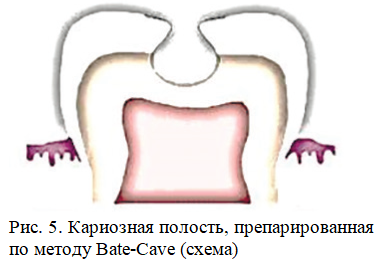 Рис. 5. Кариозная полость, препарированная
по методу Bate-Cave (схема)